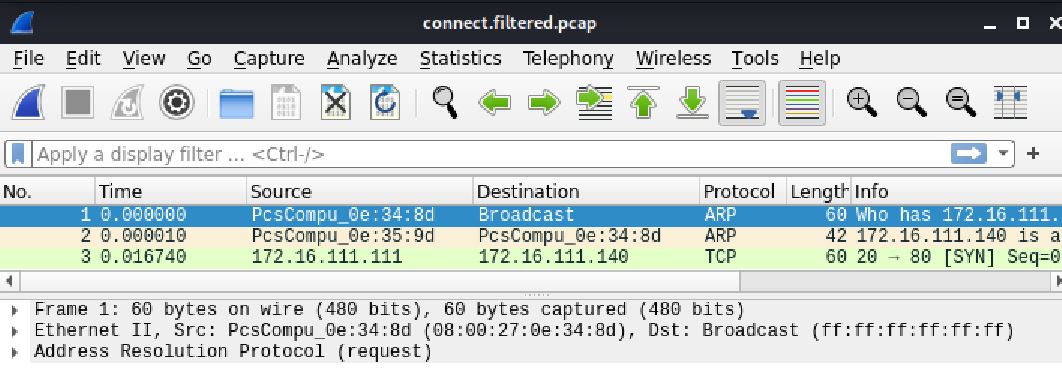 connect.filtered.pcap
File Edit View Go Capture Analyze Statistics Telephony Wireless Tools Help
Apply a display filter ... <Ctrl-/>
No. Time Source Destination Protocol Length Info
1 0.000000 PcsCompu_0e:34:8d Broadcast ARP 60 Who has 172.16.111.
2 0.000010 PcsCompu_0e:35:9d PcsCompu_0e:34:8d ARP 42 172.16.111.140 is a
3 0.016740 172.16.111.111 172.16.111.140 TCP 60 20 → 80 [SYN] Seq=0
Frame 1: 60 bytes on wire (480 bits), 60 bytes captured (480 bits)
Ethernet II, Src: PcsCompu_0e:34:8d (08:00:27:0e:34:8d), Dst: Broadcast (ff:ff:ff:ff:ff:ff)
Address Resolution Protocol (request)